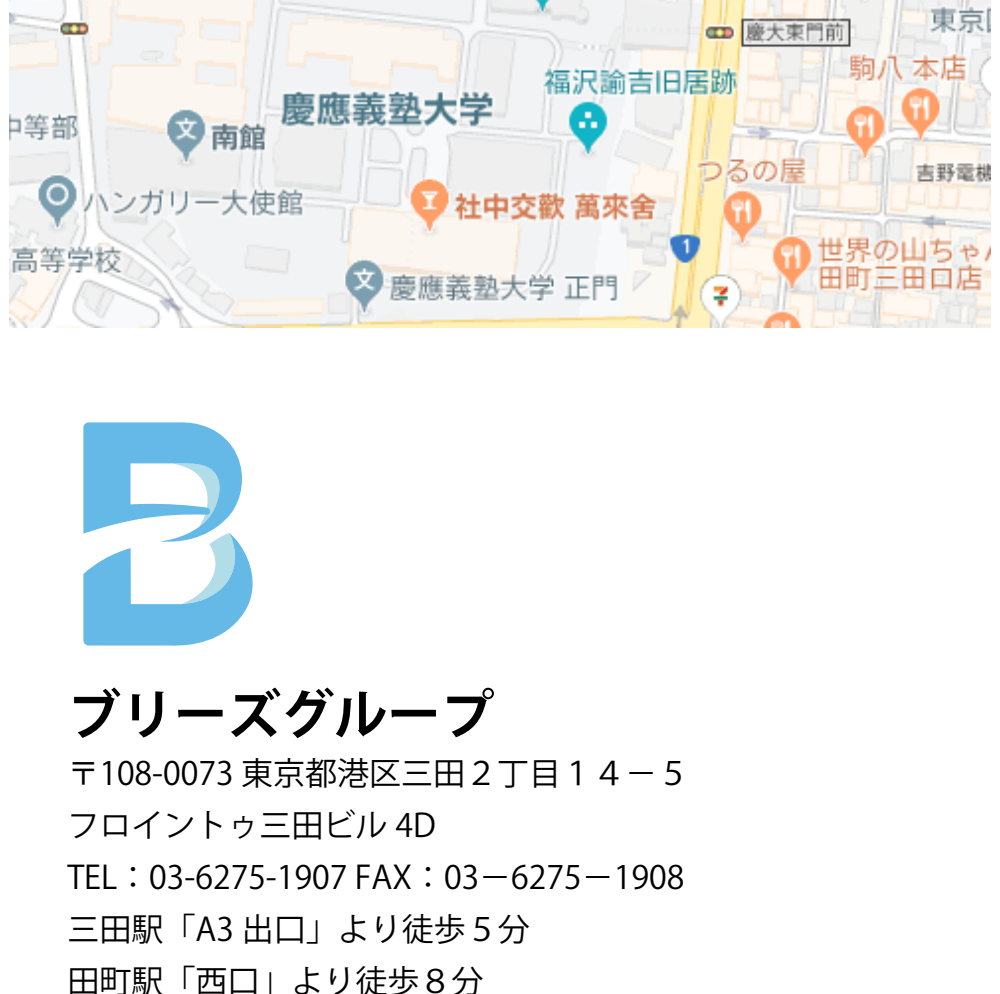 慶大東門前
東京
駒八 本店
福沢諭吉旧居跡
慶應義塾大学
中等部
南館
つるの屋
吉野電機
ハンガリー大使館
社中交歡 萬來舍
1
世界の山ちゃん
田町三田口店
高等学校
慶應義塾大学 正門
7
B
ブリーズグループ
〒108-0073 東京都港区三田２丁目１４－５
フロイントゥ三田ビル 4D
TEL：03-6275-1907 FAX：03－6275－1908
三田駅「A3 出口」より徒歩５分
田町駅「西口」より徒歩８分